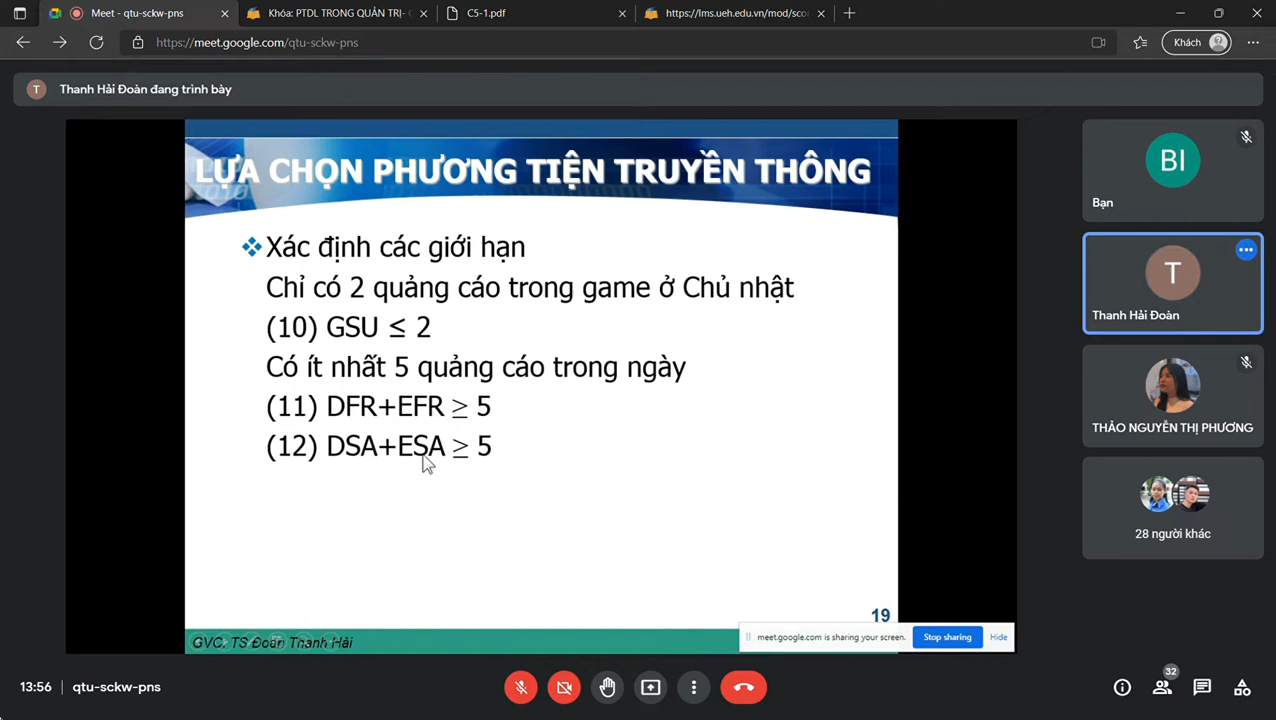 Meet - qtu-sckw-pns
Khóa: PTDL TRONG QUẢN TRỊ-
C5-1.pdf
https://lms.ueh.edu.vn/mod/sco
https://meet.google.com/qtu-sckw-pns
Khách
T
Thanh Hải Đoàn đang trình bày
LỰA CHỌN PHƯƠNG TIỆN TRUYỀN THÔNG
Xác định các giới hạn
Chỉ có 2 quảng cáo trong game ở Chủ nhật
(10) GSU ≤ 2
Có ít nhất 5 quảng cáo trong ngày
(11) DFR+EFR ≥ 5
(12) DSA+ESA ≥ 5
19
GVC. TS Đoàn Thanh Hải
meet.google.com is sharing your screen.
Stop sharing
Hide
BI
Bạn
T
Thanh Hải Đoàn
THẢO NGUYỄN THỊ PHƯƠNG
28 người khác
13:56 | qtu-sckw-pns
32